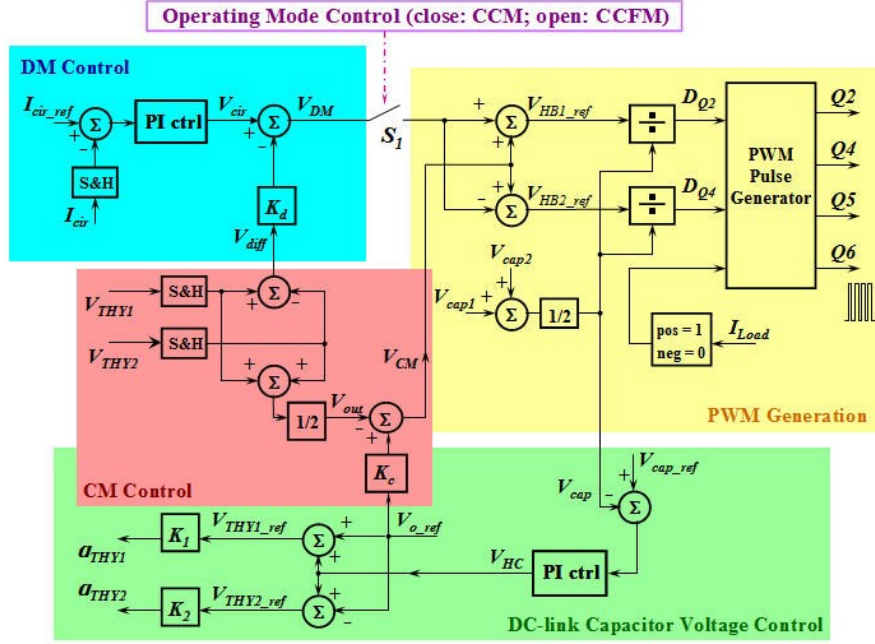 Operating Mode Control (close: CCM; open: CCFM)
DM Control
I_cir_ref
+
−
Σ
PI ctrl
V_cir
+
−
Σ
V_DM
S_1
S&H
I_cir
K_d
V_diff
+
Σ
V_HB1_ref
+
÷
D_Q2
+
−
Σ
V_HB2_ref
÷
D_Q4
PWM
Pulse
Generator
Q2
Q4
Q5
Q6
V_cap2
+
V_cap1
+
Σ
1/2
pos = 1
neg = 0
I_Load
PWM Generation
V_THY1
S&H
+
Σ
−
V_THY2
S&H
+
Σ
+
1/2
V_out
−
Σ
+
V_CM
K_c
CM Control
a_THY1
K_1
V_THY1_ref
Σ
+
+
V_o_ref
a_THY2
K_2
V_THY2_ref
Σ
+
−
V_HC
PI ctrl
V_cap
−
+
Σ
V_cap_ref
DC-link Capacitor Voltage Control